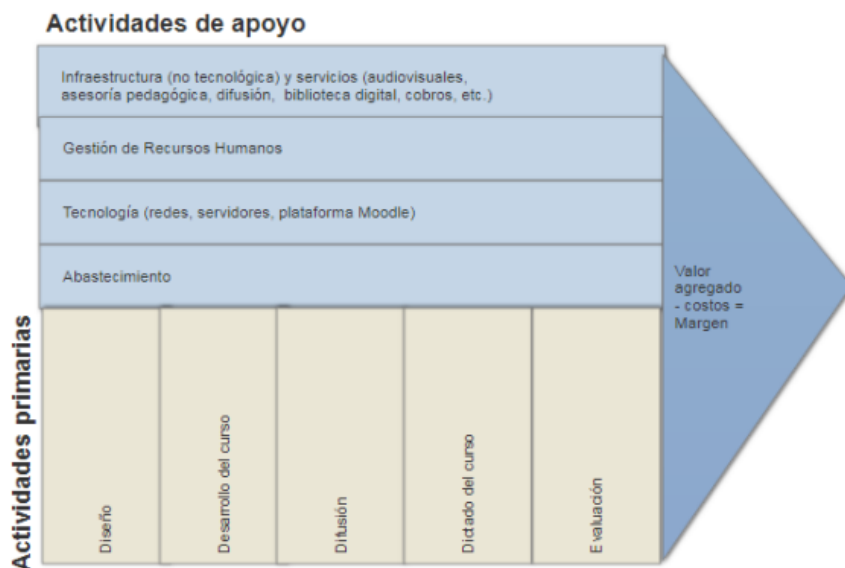 Actividades de apoyo
Infraestructura (no tecnológica) y servicios (audiovisuales,
asesoría pedagógica, difusión, biblioteca digital, cobros, etc.)
Gestión de Recursos Humanos
Tecnología (redes, servidores, plataforma Moodle)
Abastecimiento
Valor
agregado
- costos =
Margen
Actividades primarias
Diseño
Desarrollo del curso
Difusión
Dictado del curso
Evaluación